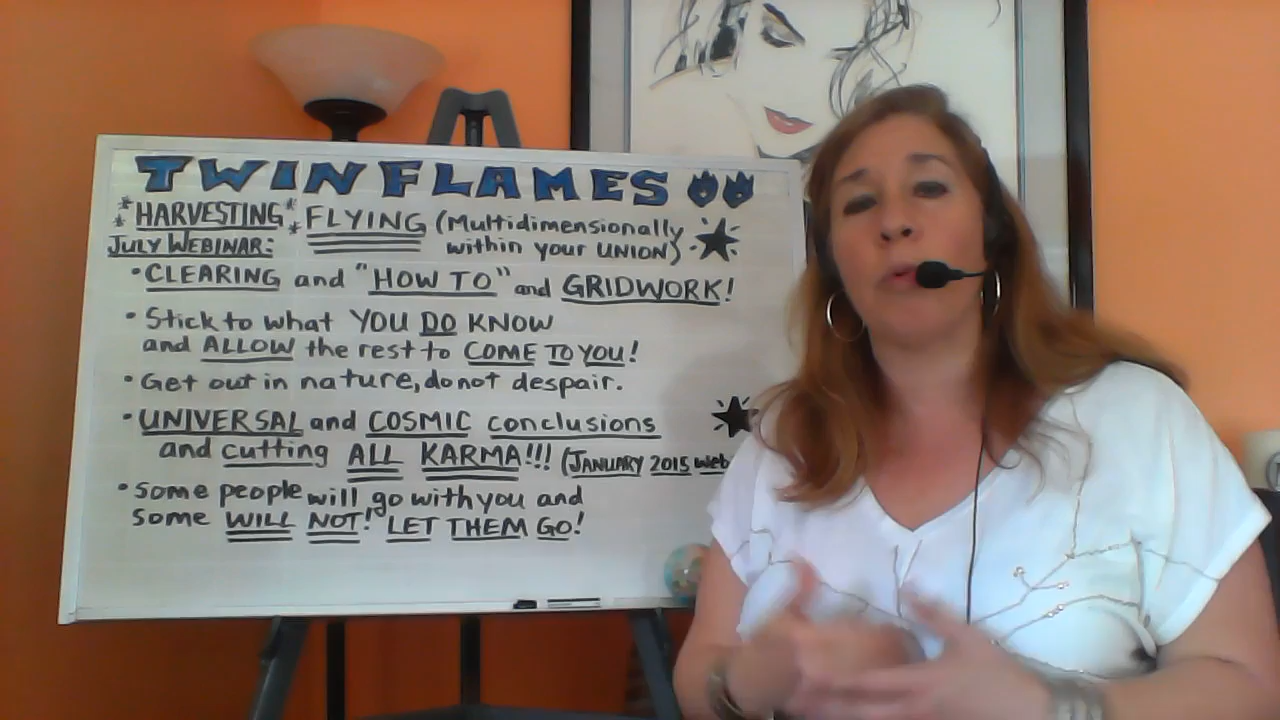 TWIN FLAMES
*HARVESTING* *FLYING (Multidimensionally
within your UNION)
JULY WEBINAR:
• CLEARING and "HOW TO" and GRIDWORK!
• Stick to what YOU DO KNOW
and ALLOW the rest to COME TO YOU!
• Get out in nature, do not despair.
• UNIVERSAL and COSMIC conclusions
and cutting ALL KARMA!!! (JANUARY 2015 web
• Some people will go with you and
some WILL NOT! LET THEM GO!